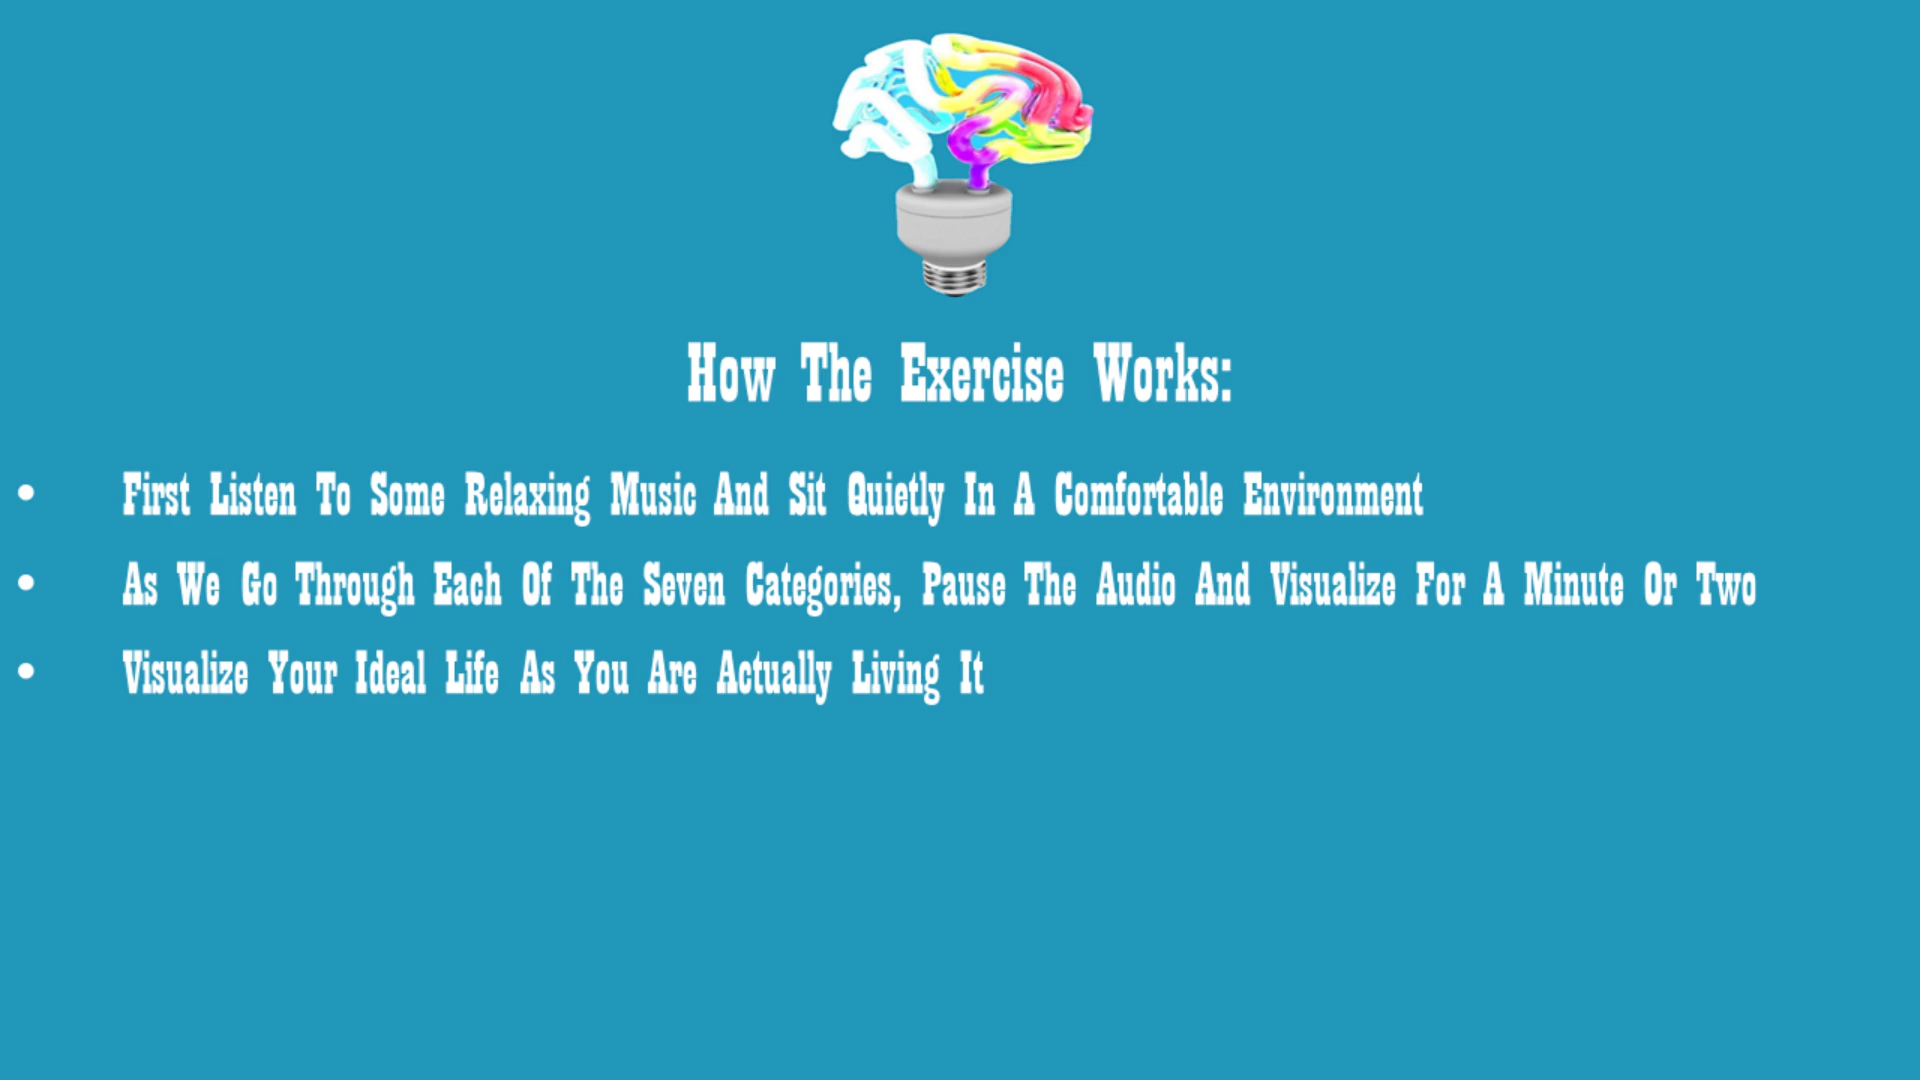 How The Exercise Works:
• First Listen To Some Relaxing Music And Sit Quietly In A Comfortable Environment
• As We Go Through Each Of The Seven Categories, Pause The Audio And Visualize For A Minute Or Two
• Visualize Your Ideal Life As You Are Actually Living It